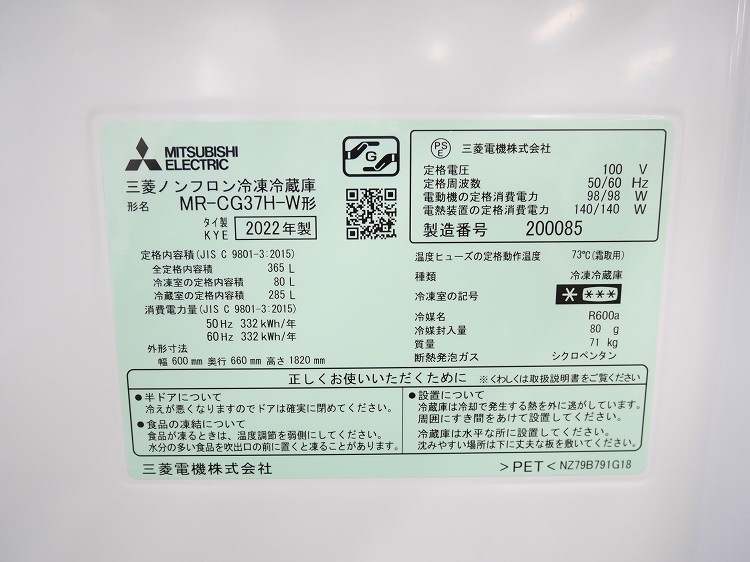 MITSUBISHI
ELECTRIC
三菱ノンフロン冷凍冷蔵庫
形名 MR-CG37H-W形
タイ製
KYE 2022年製
G
定格内容積(JIS C 9801-3:2015)
全定格内容積 365 L
冷凍室の定格内容積 80 L
冷蔵室の定格内容積 285 L
消費電力量(JIS C 9801-3:2015)
50Hz 332kWh/年
60Hz 332kWh/年
外形寸法
幅600mm 奥行660mm 高さ1820mm
PS
E 三菱電機株式会社
定格電圧 100 V
定格周波数 50/60 Hz
電動機の定格消費電力 98/98 W
電熱装置の定格消費電力 140/140 W
製造番号 200085
温度ヒューズの定格動作温度 73℃(霜取用)
種類 冷凍冷蔵庫
冷凍室の記号 * ***
冷媒名 R600a
冷媒封入量 80 g
質量 71 kg
断熱発泡ガス シクロペンタン
正しくお使いいただくために ※くわしくは取扱説明書をご覧ください
●半ドアについて
冷えが悪くなりますのでドアは確実に閉めてください。
●食品の凍結について
食品が凍るときは、温度調節を弱側にしてください。
水分の多い食品を吹出口の前に置くと凍ることがあります。
●設置について
冷蔵庫は冷却で発生する熱を外に逃がしています。
周囲にすき間をあけて設置してください。
冷蔵庫は水平な所に設置してください。
沈みやすい場所は下に丈夫な板を敷いてください。
三菱電機株式会社
>PET< NZ79B791G18